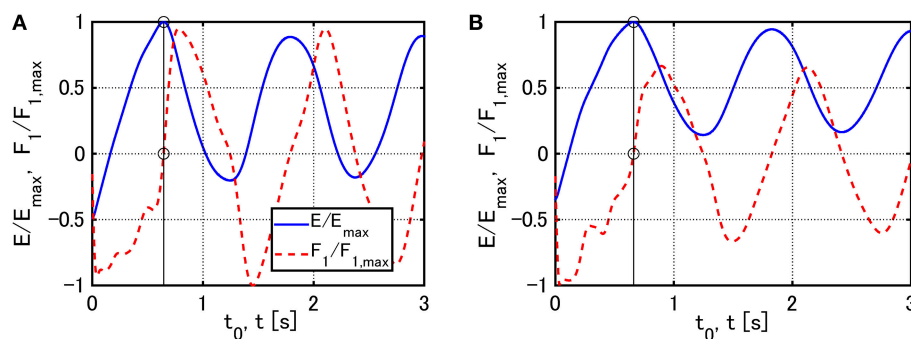 A
E/E_max, F_1/F_1,max
1
0.5
0
-0.5
-1
0
1
2
3
t_0, t [s]
E/E_max
F_1/F_1,max
B
E/E_max, F_1/F_1,max
1
0.5
0
-0.5
-1
0
1
2
3
t_0, t [s]